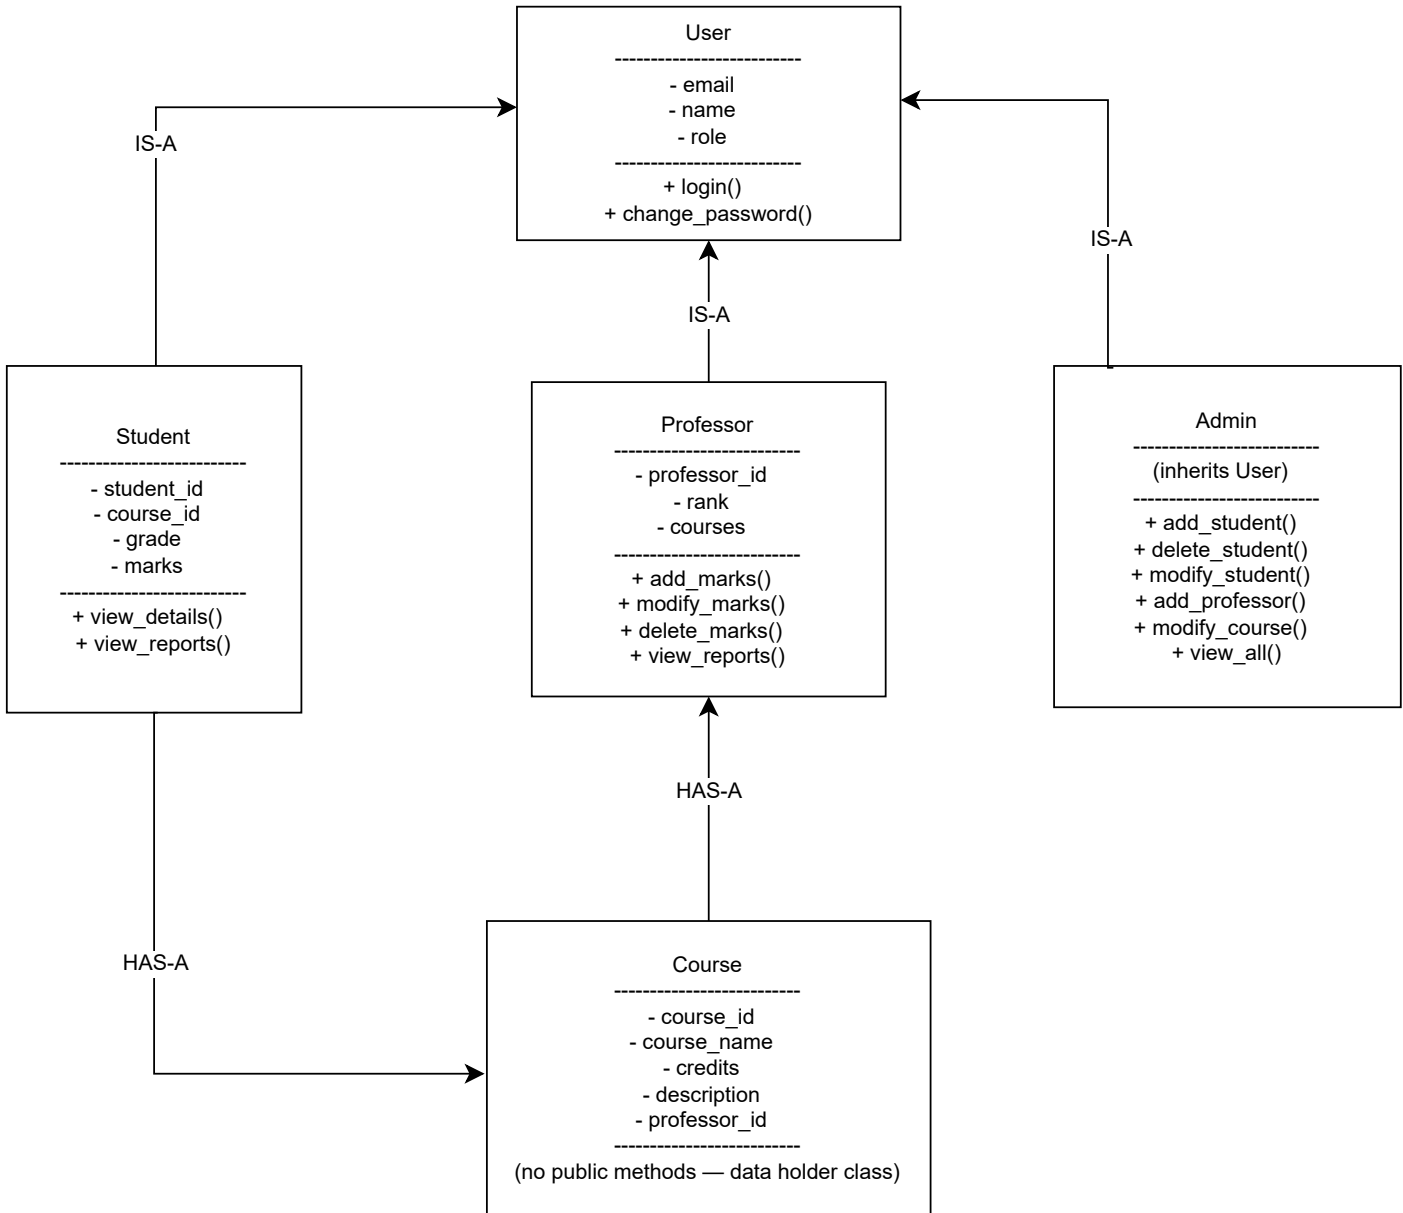 User
--------------------------
- email
- name
- role
--------------------------
+ login()
+ change_password()
IS-A
IS-A
IS-A
Student
--------------------------
- student_id
- course_id
- grade
- marks
--------------------------
+ view_details()
+ view_reports()
Professor
--------------------------
- professor_id
- rank
- courses
--------------------------
+ add_marks()
+ modify_marks()
+ delete_marks()
+ view_reports()
Admin
--------------------------
(inherits User)
--------------------------
+ add_student()
+ delete_student()
+ modify_student()
+ add_professor()
+ modify_course()
+ view_all()
HAS-A
HAS-A
Course
--------------------------
- course_id
- course_name
- credits
- description
- professor_id
--------------------------
(no public methods — data holder class)